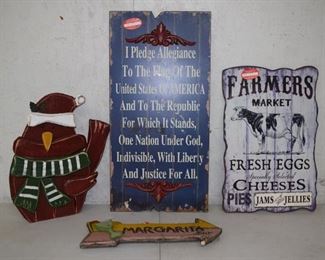 I Pledge Allegiance
To The Flag Of The
United States Of AMERICA
And To the Republic
For Which It Stands,
One Nation Under God,
Indivisible, With Liberty
And Justice For All.
FARMERS
MARKET
FRESH EGGS
Specially Selected
CHEESES
PIES JAMS JELLIES
MARGARITA